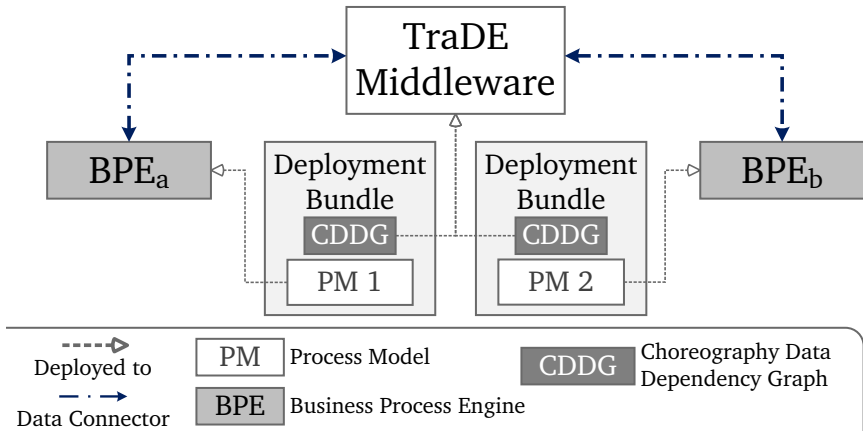 TraDE
Middleware
BPEa
Deployment
Bundle
CDDG
PM 1
Deployment
Bundle
CDDG
PM 2
BPEb
Deployed to
Data Connector
PM
Process Model
BPE
Business Process Engine
CDDG
Choreography Data
Dependency Graph